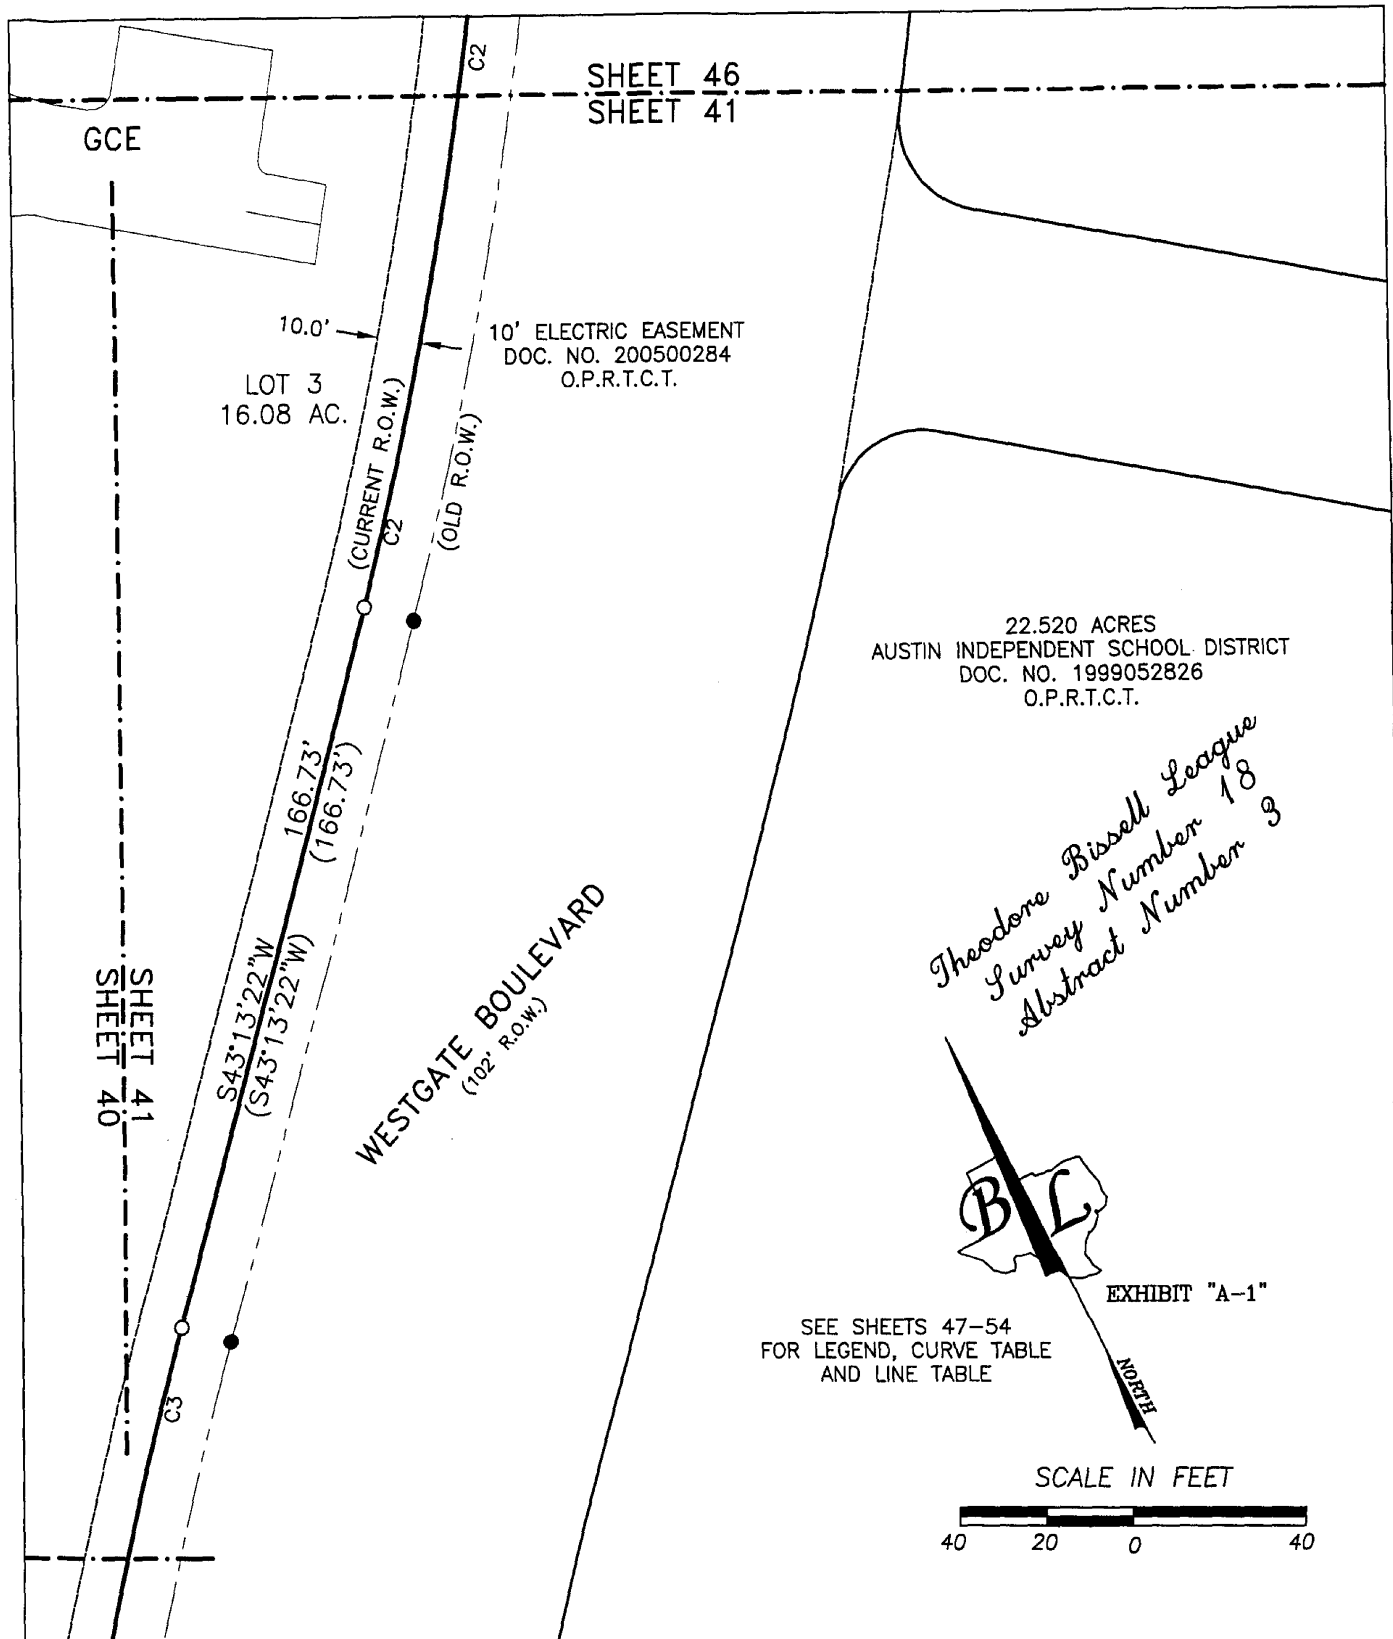 C2
SHEET 46
SHEET 41
GCE
10.0'
10' ELECTRIC EASEMENT
DOC. NO. 200500284
O.P.R.T.C.T.
LOT 3
16.08 AC.
(CURRENT R.O.W.)
C2
(OLD R.O.W.)
22.520 ACRES
AUSTIN INDEPENDENT SCHOOL DISTRICT
DOC. NO. 1999052826
O.P.R.T.C.T.
166.73'
(166.73')
Theodore Bissell League
Survey Number 18
Abstract Number 3
S43°13'22"W
(S43°13'22"W)
WESTGATE BOULEVARD
(102' R.O.W.)
SHEET 41
SHEET 40
B L
EXHIBIT "A-1"
SEE SHEETS 47-54
FOR LEGEND, CURVE TABLE
AND LINE TABLE
NORTH
C3
SCALE IN FEET
40 20 0 40